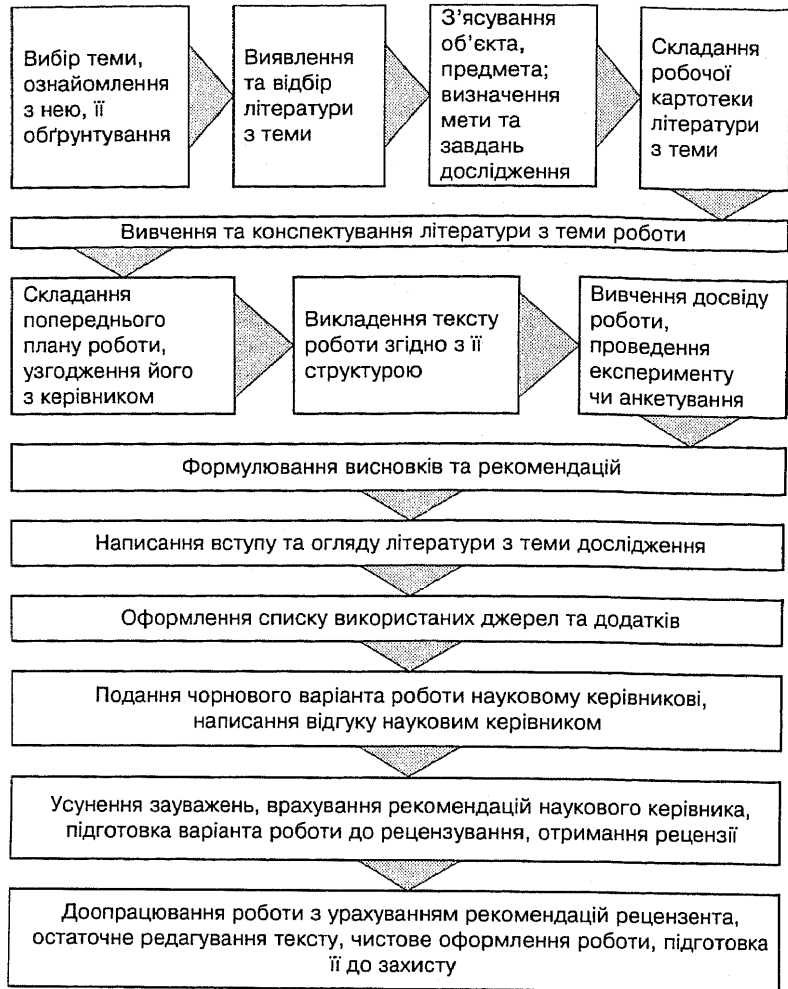 Вибір теми,
ознайомлення
з нею, її
обґрунтування
Виявлення
та відбір
літератури
з теми
З’ясування
об’єкта,
предмета;
визначення
мети та
завдань
дослідження
Складання
робочої
картотеки
літератури
з теми
Вивчення та конспектування літератури з теми роботи
Складання
попереднього
плану роботи,
узгодження його
з керівником
Викладення тексту
роботи згідно з її
структурою
Вивчення досвіду
роботи,
проведення
експерименту
чи анкетування
Формулювання висновків та рекомендацій
Написання вступу та огляду літератури з теми дослідження
Оформлення списку використаних джерел та додатків
Подання чорнового варіанта роботи науковому керівникові,
написання відгуку науковим керівником
Усунення зауважень, врахування рекомендацій наукового керівника,
підготовка варіанта роботи до рецензування, отримання рецензії
Доопрацювання роботи з урахуванням рекомендацій рецензента,
остаточне редагування тексту, чистове оформлення роботи, підготовка
її до захисту